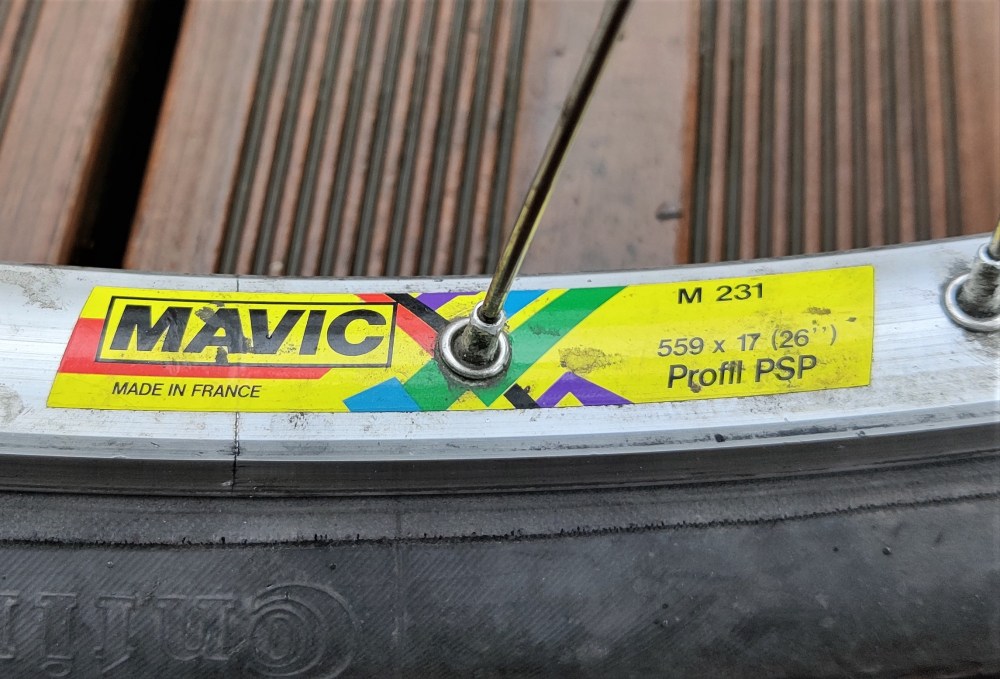 MAVIC
MADE IN FRANCE
M 231
559 x 17 (26'')
Profil PSP